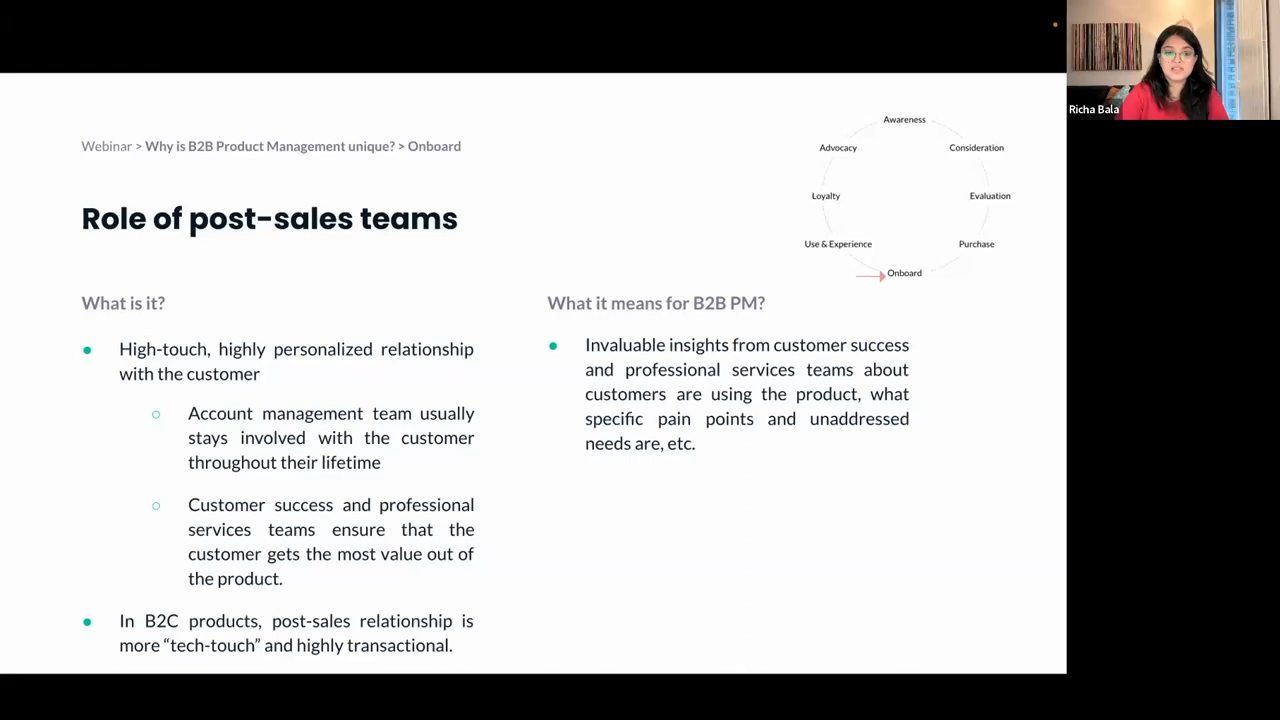 Richa Bala
Webinar > Why is B2B Product Management unique? > Onboard
Role of post-sales teams
Awareness
Advocacy
Consideration
Loyalty
Evaluation
Use & Experience
Purchase
Onboard
What is it?
● High-touch, highly personalized relationship
with the customer
○ Account management team usually
stays involved with the customer
throughout their lifetime
○ Customer success and professional
services teams ensure that the
customer gets the most value out of
the product.
● In B2C products, post-sales relationship is
more “tech-touch” and highly transactional.
What it means for B2B PM?
● Invaluable insights from customer success
and professional services teams about
customers are using the product, what
specific pain points and unaddressed
needs are, etc.